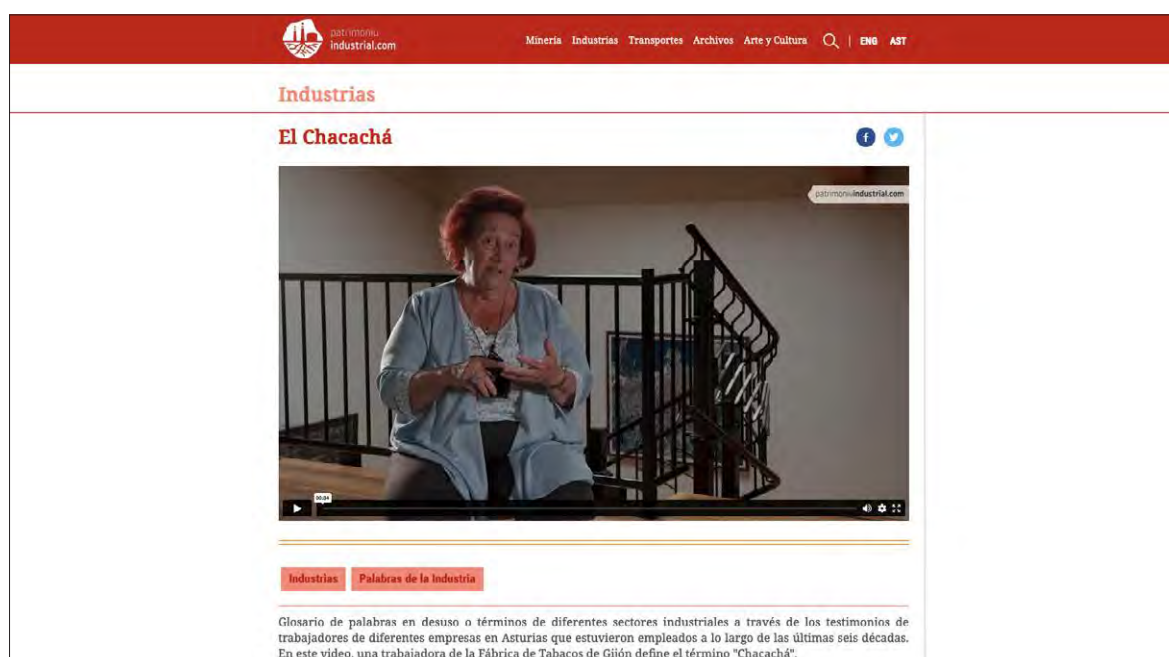 patrimoniu
industrial.com
Minería Industrias Transportes Archivos Arte y Cultura | ENG AST
Industrias
El Chacachá
patrimoniuindustrial.com
00:04
Industrias Palabras de la Industria
Glosario de palabras en desuso o términos de diferentes sectores industriales a través de los testimonios de
trabajadores de diferentes empresas en Asturias que estuvieron empleados a lo largo de las últimas seis décadas.
En este video, una trabajadora de la Fábrica de Tabacos de Gijón define el término "Chacachá".